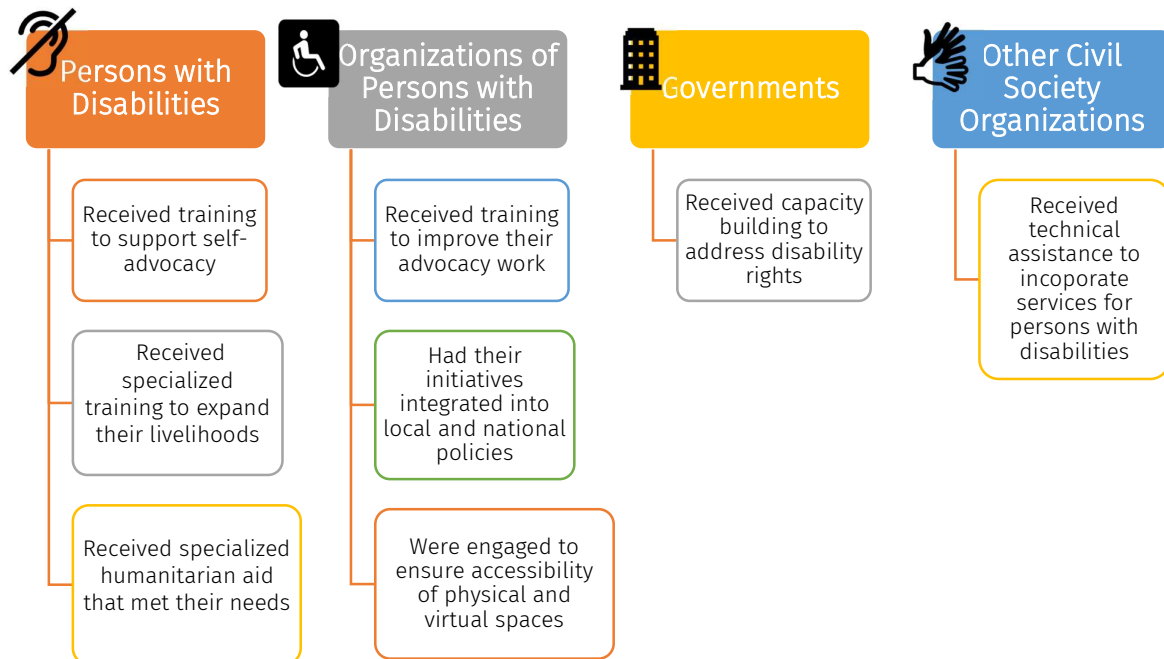 Persons with
Disabilities
Received training
to support self-
advocacy
Received
specialized
training to expand
their livelihoods
Received specialized
humanitarian aid
that met their needs
Organizations of
Persons with
Disabilities
Received training
to improve their
advocacy work
Had their
initiatives
integrated into
local and national
policies
Were engaged to
ensure accessibility
of physical and
virtual spaces
Governments
Received capacity
building to
address disability
rights
Other Civil
Society
Organizations
Received
technical
assistance to
incoporate
services for
persons with
disabilities